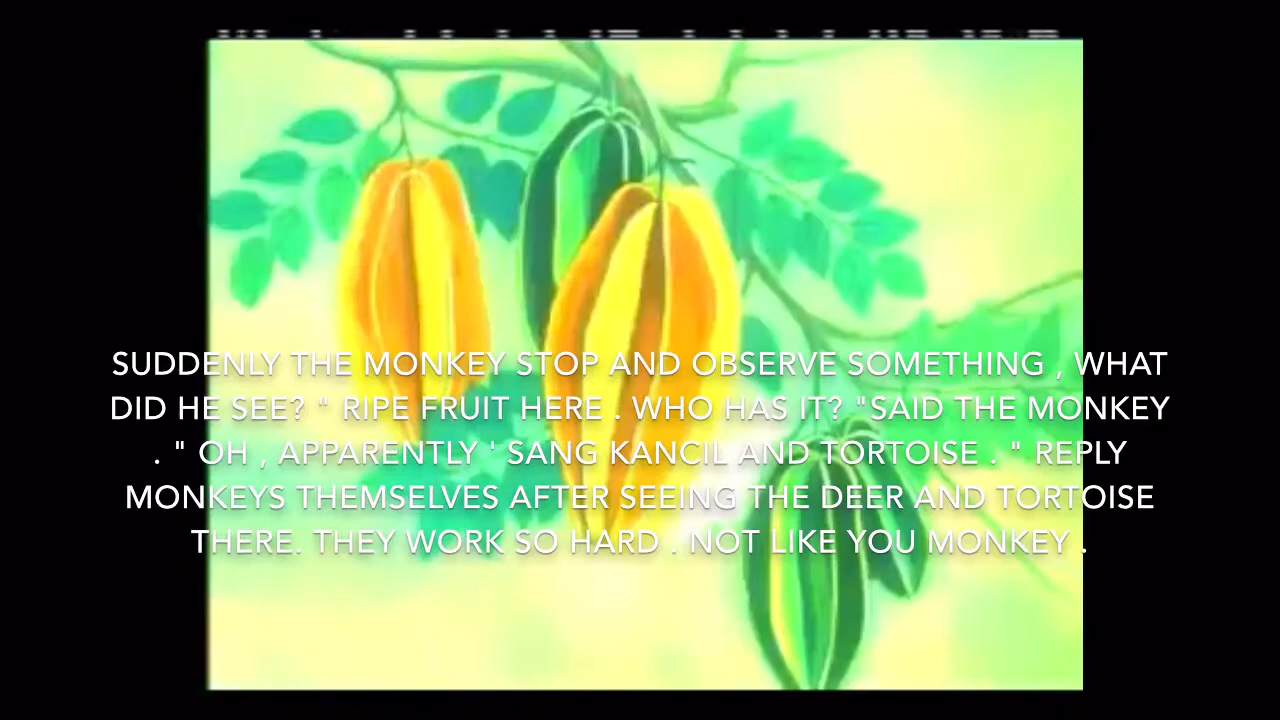 SUDDENLY THE MONKEY STOP AND OBSERVE SOMETHING , WHAT
DID HE SEE? " RIPE FRUIT HERE . WHO HAS IT? "SAID THE MONKEY
. " OH , APPARENTLY ' SANG KANCIL AND TORTOISE . " REPLY
MONKEYS THEMSELVES AFTER SEEING THE DEER AND TORTOISE
THERE. THEY WORK SO HARD . NOT LIKE YOU MONKEY .